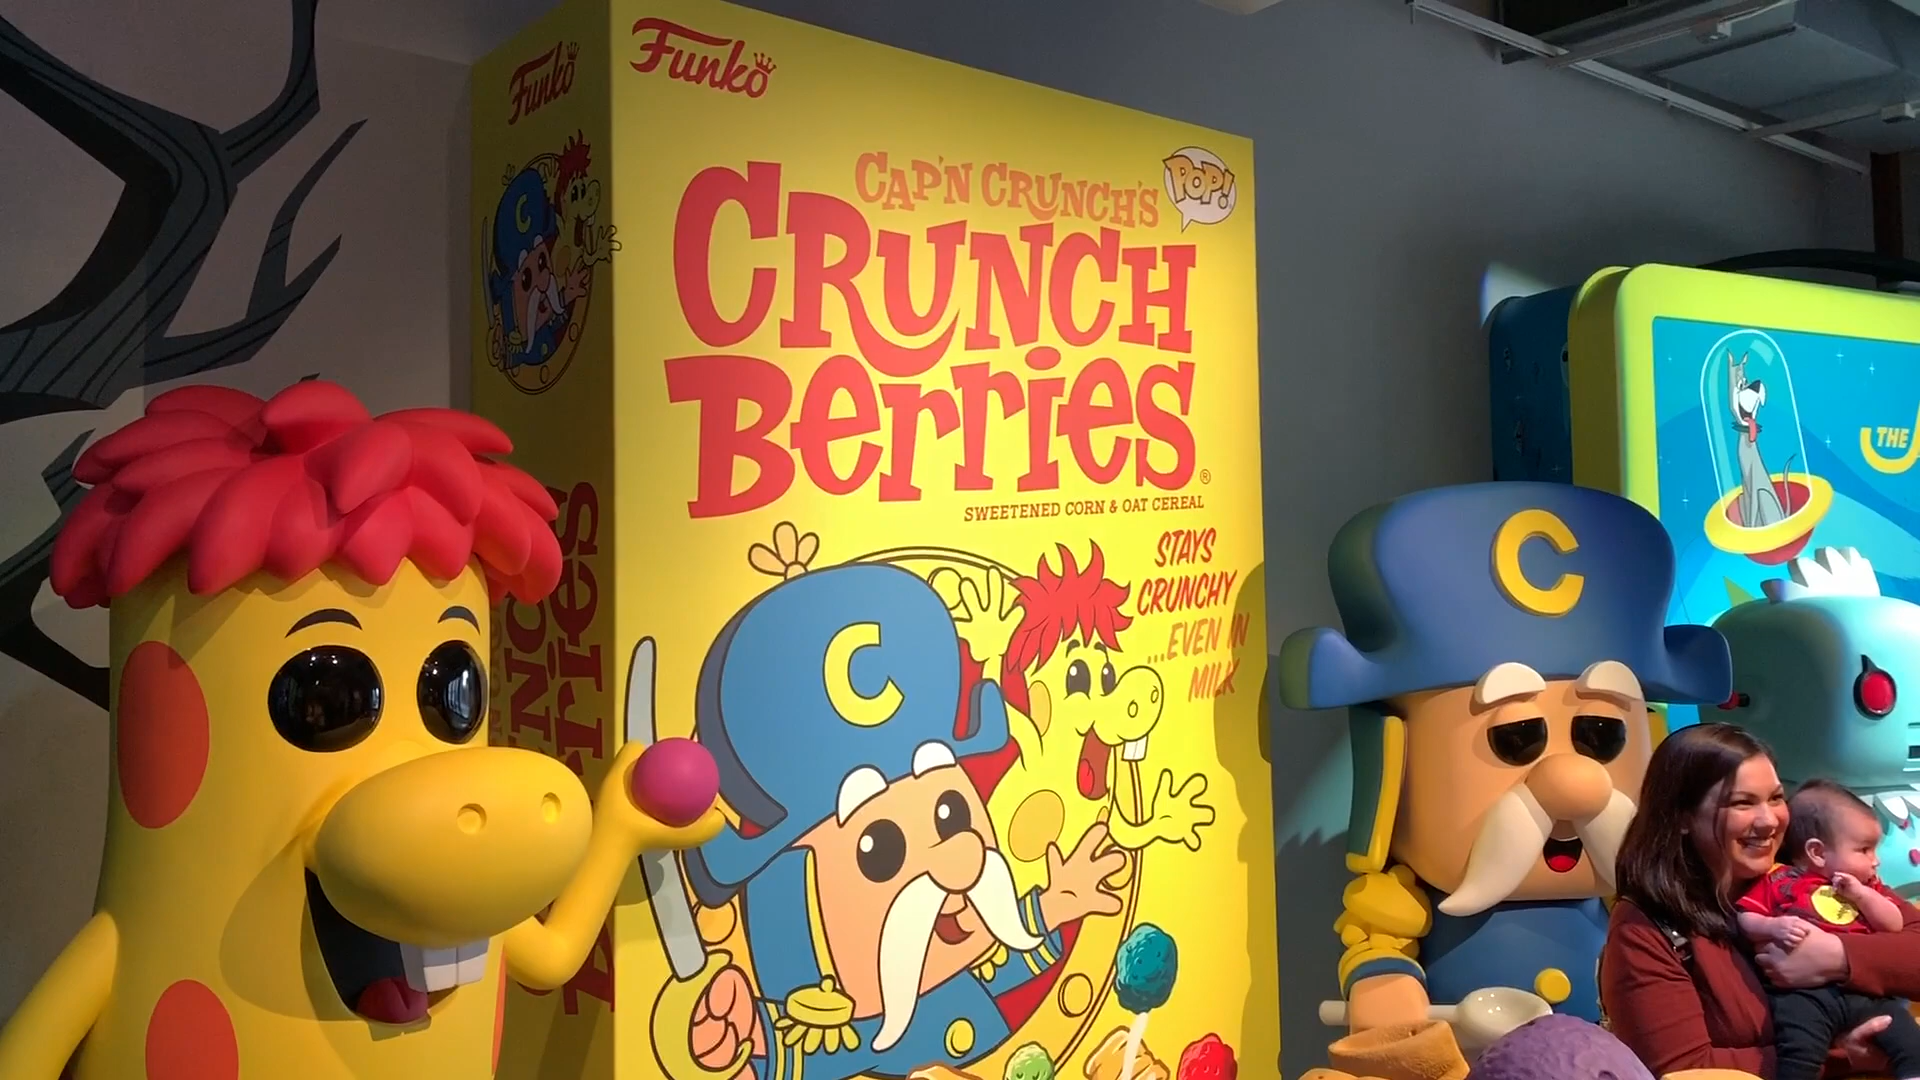 Funko
Funko
CAP'N CRUNCH'S
POP!
CRUNCH
BERRIES
®
SWEETENED CORN & OAT CEREAL
STAYS
CRUNCHY
...EVEN IN
MILK
C
C
C
THE